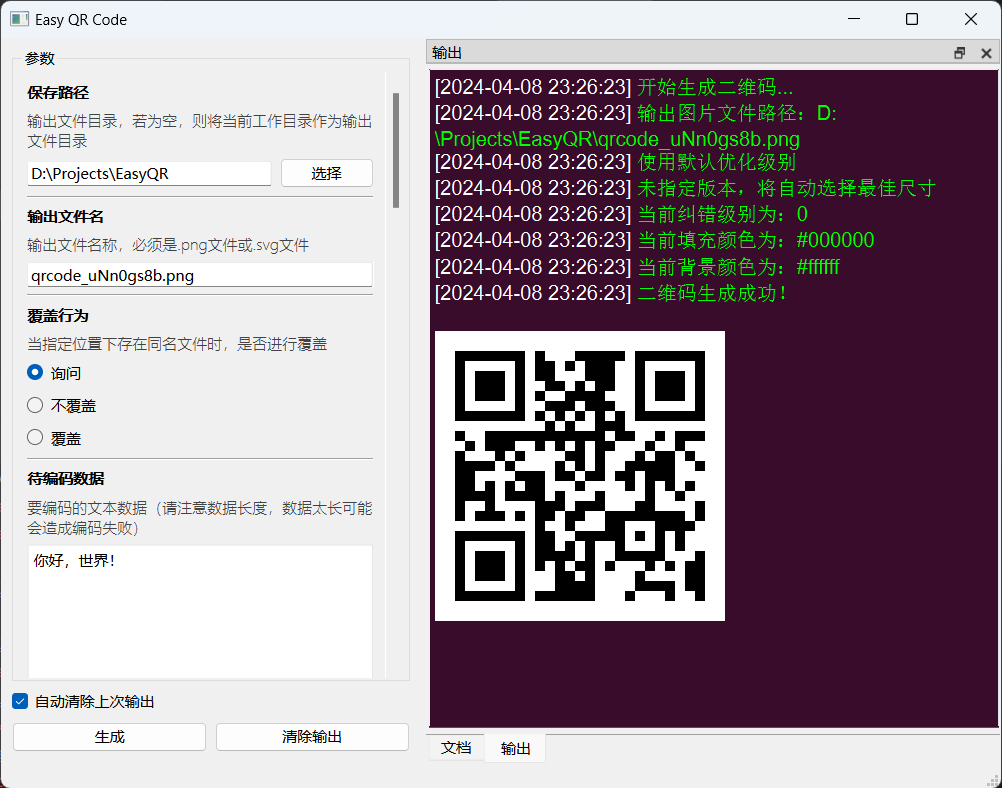 Easy QR Code
参数
保存路径
输出文件目录，若为空，则将当前工作目录作为输出
文件目录
D:\Projects\EasyQR
选择
输出文件名
输出文件名称，必须是.png文件或.svg文件
qrcode_uNn0gs8b.png
覆盖行为
当指定位置下存在同名文件时，是否进行覆盖
询问
不覆盖
覆盖
待编码数据
要编码的文本数据（请注意数据长度，数据太长可能
会造成编码失败）
你好，世界！
自动清除上次输出
生成
清除输出
输出
[2024-04-08 23:26:23] 开始生成二维码...
[2024-04-08 23:26:23] 输出图片文件路径：D:
\Projects\EasyQR\qrcode_uNn0gs8b.png
[2024-04-08 23:26:23] 使用默认优化级别
[2024-04-08 23:26:23] 未指定版本，将自动选择最佳尺寸
[2024-04-08 23:26:23] 当前纠错级别为：0
[2024-04-08 23:26:23] 当前填充颜色为：#000000
[2024-04-08 23:26:23] 当前背景颜色为：#ffffff
[2024-04-08 23:26:23] 二维码生成成功！
文档
输出